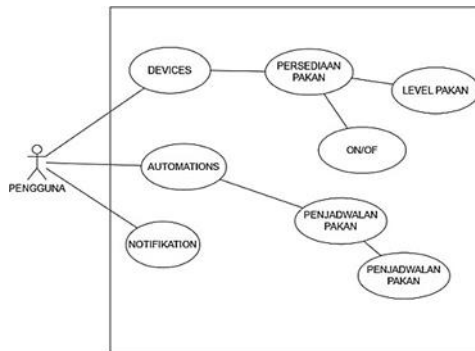 DEVICES
PERSEDIAAN
PAKAN
LEVEL PAKAN
ON/OF
PENGGUNA
AUTOMATIONS
PENJADWALAN
PAKAN
NOTIFIKATION
PENJADWALAN
PAKAN